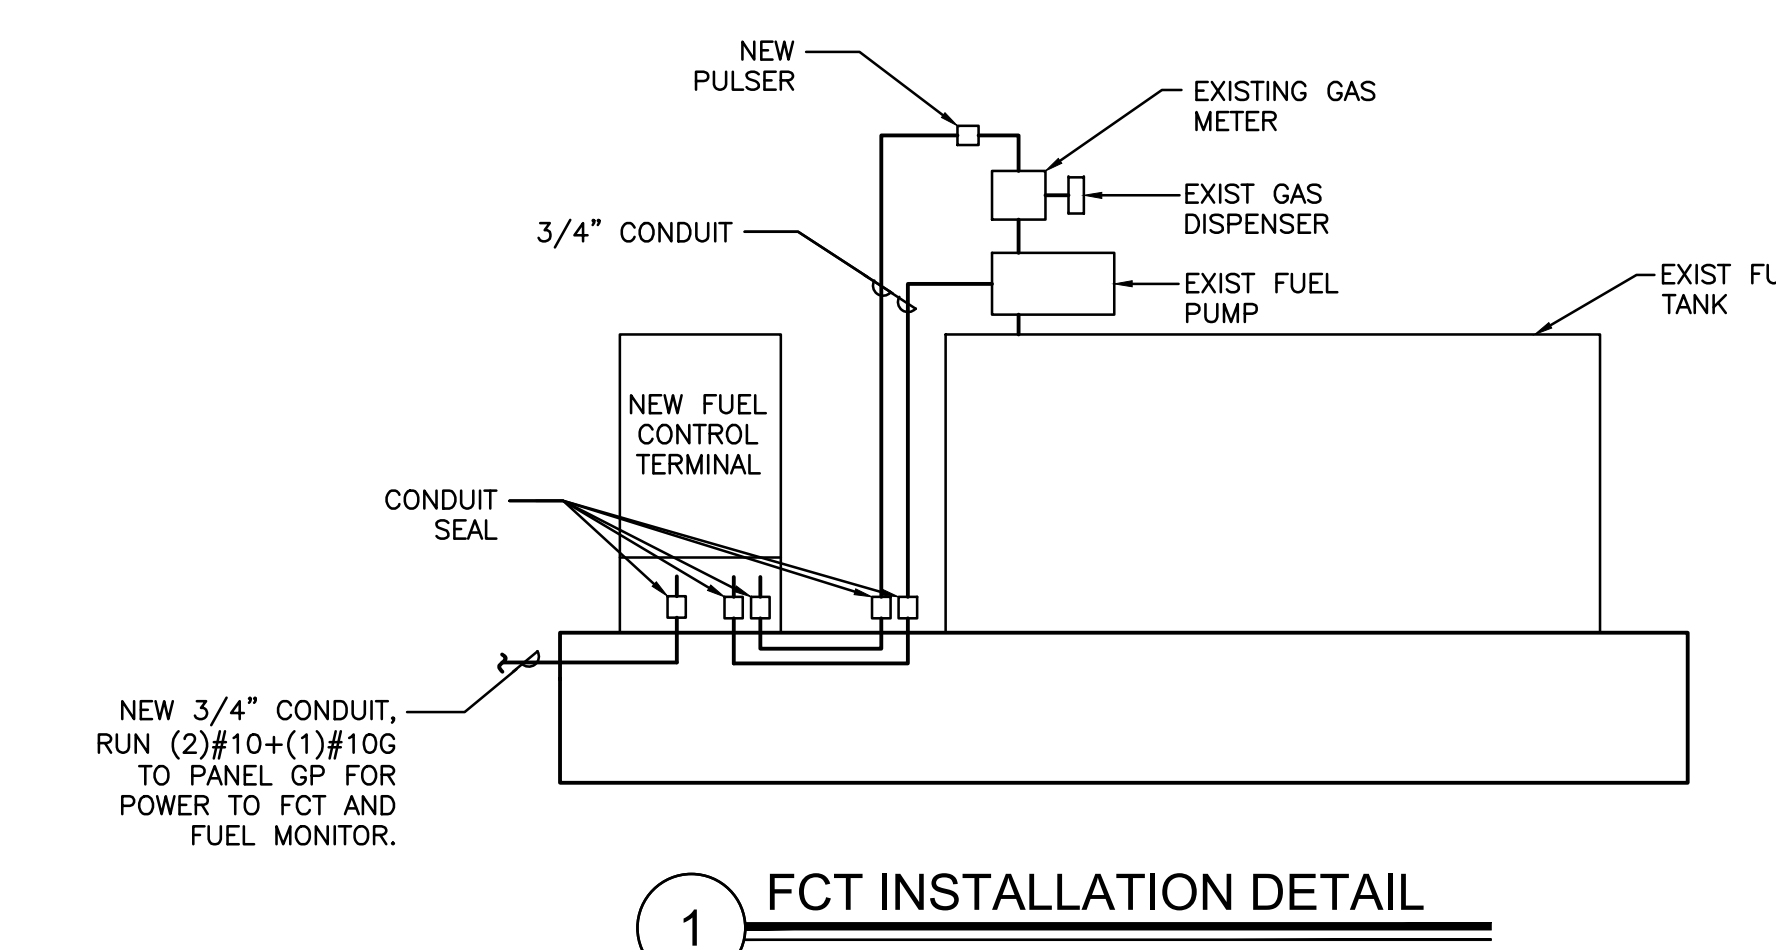 NEW
PULSER
EXISTING GAS
METER
EXIST GAS
DISPENSER
3/4" CONDUIT
EXIST FUEL
PUMP
EXIST
TANK
NEW FUEL
CONTROL
TERMINAL
CONDUIT
SEAL
NEW 3/4" CONDUIT,
RUN (2)#10+(1)#10G
TO PANEL GP FOR
POWER TO FCT AND
FUEL MONITOR.
1
FCT INSTALLATION DETAIL